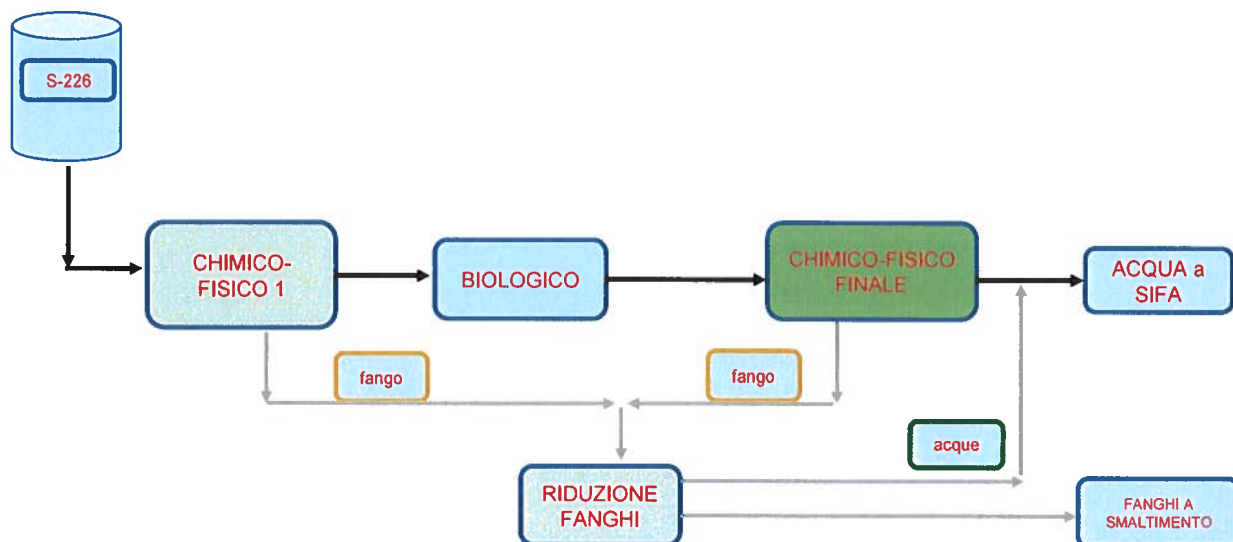 S-226
CHIMICO-
FISICO 1
BIOLOGICO
CHIMICO-FISICO
FINALE
ACQUA a
SIFA
fango
fango
acque
RIDUZIONE
FANGHI
FANGHI A
SMALTIMENTO